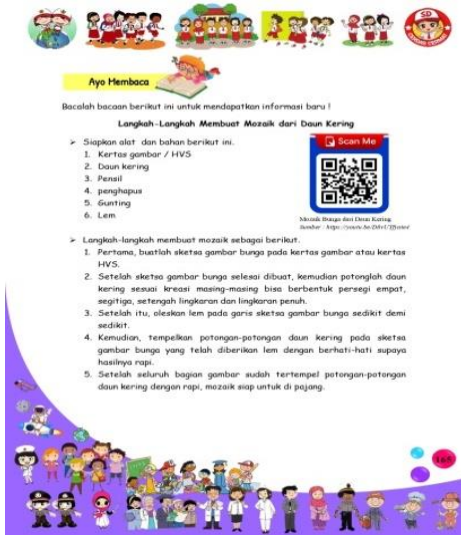 SD
Ayo Membaca
Bacalah bacaan berikut ini untuk mendapatkan informasi baru !
Langkah-Langkah Membuat Mozaik dari Daun Kering
➤ Siapkan alat dan bahan berikut ini.
1. Kertas gambar / HVS
2. Daun kering
3. Pensil
4. penghapus
5. Gunting
6. Lem
Scan Me
Mozaik Bunga dari Daun Kering
Sumber : https://youtu.be/
➤ Langkah-langkah membuat mozaik sebagai berikut.
1. Pertama, buatlah sketsa gambar bunga pada kertas gambar atau kertas
HVS.
2. Setelah sketsa gambar bunga selesai dibuat, kemudian potonglah daun
kering sesuai kreasi masing-masing bisa berbentuk persegi empat,
segitiga, setengah lingkaran dan lingkaran penuh.
3. Setelah itu, oleskan lem pada garis sketsa gambar bunga sedikit demi
sedikit.
4. Kemudian, tempelkan potongan-potongan daun kering pada sketsa
gambar bunga yang telah diberikan lem dengan berhati-hati supaya
hasilnya rapi.
5. Setelah seluruh bagian gambar sudah tertempel potongan-potongan
daun kering dengan rapi, mozaik siap untuk di pajang.